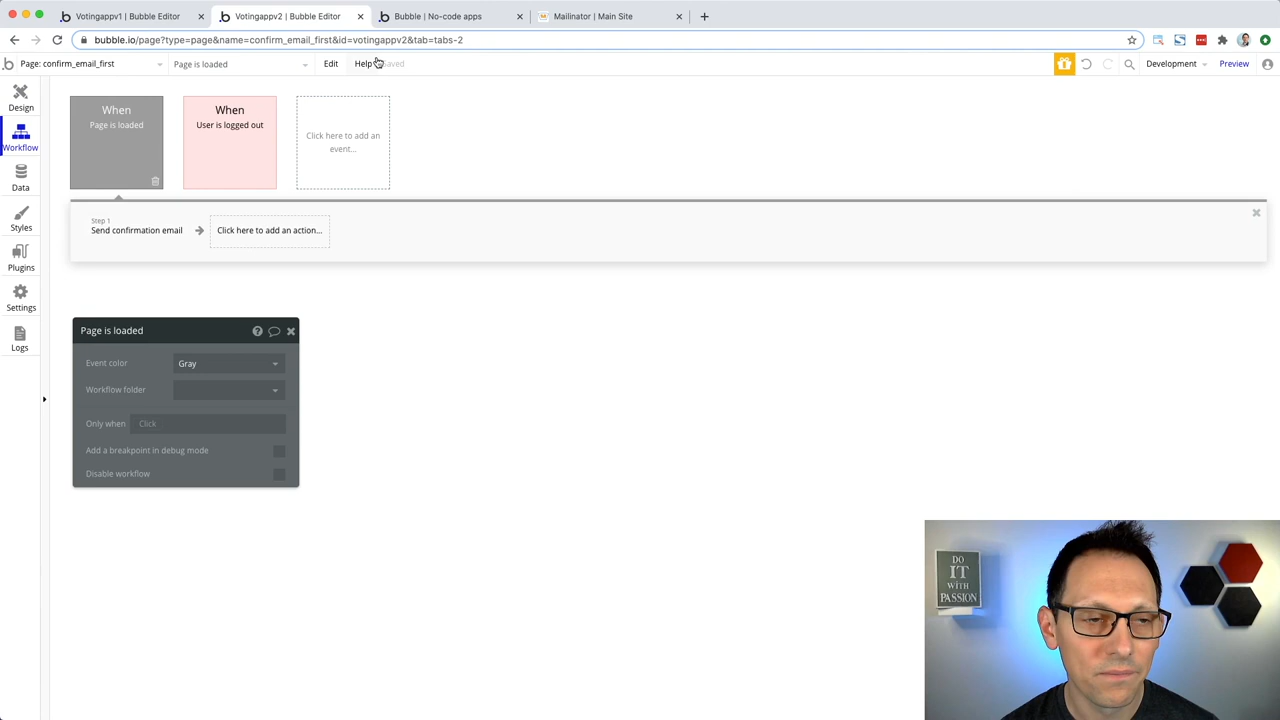 Votingappv1 | Bubble Editor
Votingappv2 | Bubble Editor
Bubble | No-code apps
Mailinator | Main Site
bubble.io/page?type=page&name=confirm_email_first&id=votingappv2&tab=tabs-2
Page: confirm_email_first
Page is loaded
Edit
Help
Saved
Development
Preview
Design
Workflow
Data
Styles
Plugins
Settings
Logs
When
Page is loaded
When
User is logged out
Click here to add an
event...
Step 1
Send confirmation email
Click here to add an action...
Page is loaded
Event color
Gray
Workflow folder
Only when
Click
Add a breakpoint in debug mode
Disable workflow
DO
IT
WITH
PASSION